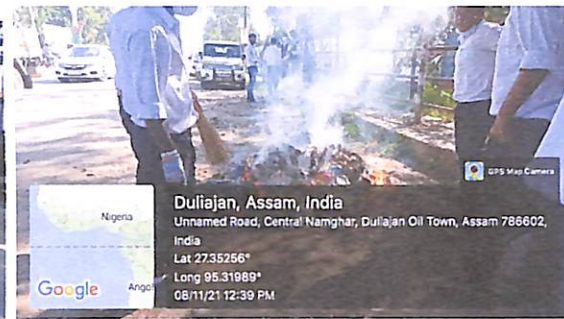 GPS Map Camera
Nigeria
Ango
Google
Duliajan, Assam, India
Unnamed Road, Central Namghar, Duliajan Oil Town, Assam 786602,
India
Lat 27.35256°
Long 95.31989°
08/11/21 12:39 PM